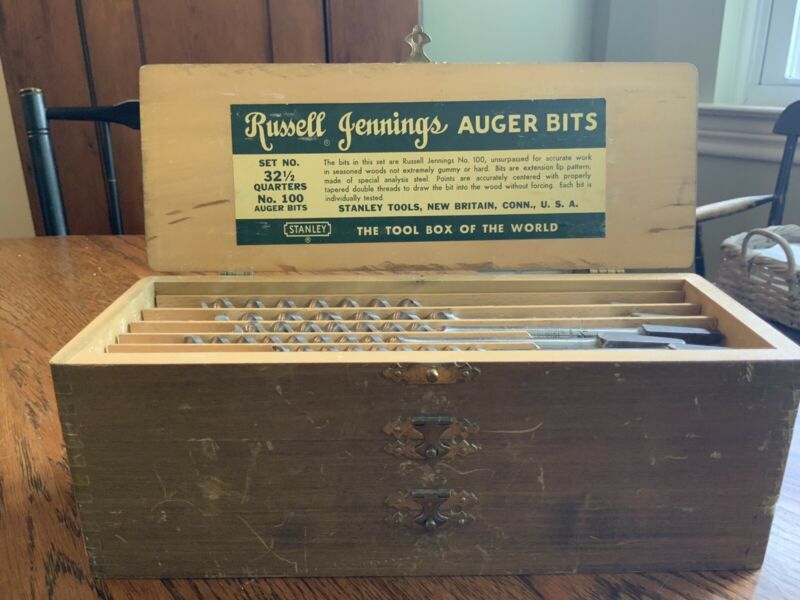 Russell Jennings AUGER BITS
®
SET NO.
32½
QUARTERS
No. 100
AUGER BITS
The bits in this set are Russell Jennings No. 100, unsurpassed for accurate work
in seasoned woods not extremely gummy or hard. Bits are extension lip pattern,
made of special analysis steel. Points are accurately centered with properly
tapered double threads to draw the bit into the wood without forcing. Each bit is
individually tested.
STANLEY TOOLS, NEW BRITAIN, CONN., U. S. A.
STANLEY
®
THE TOOL BOX OF THE WORLD